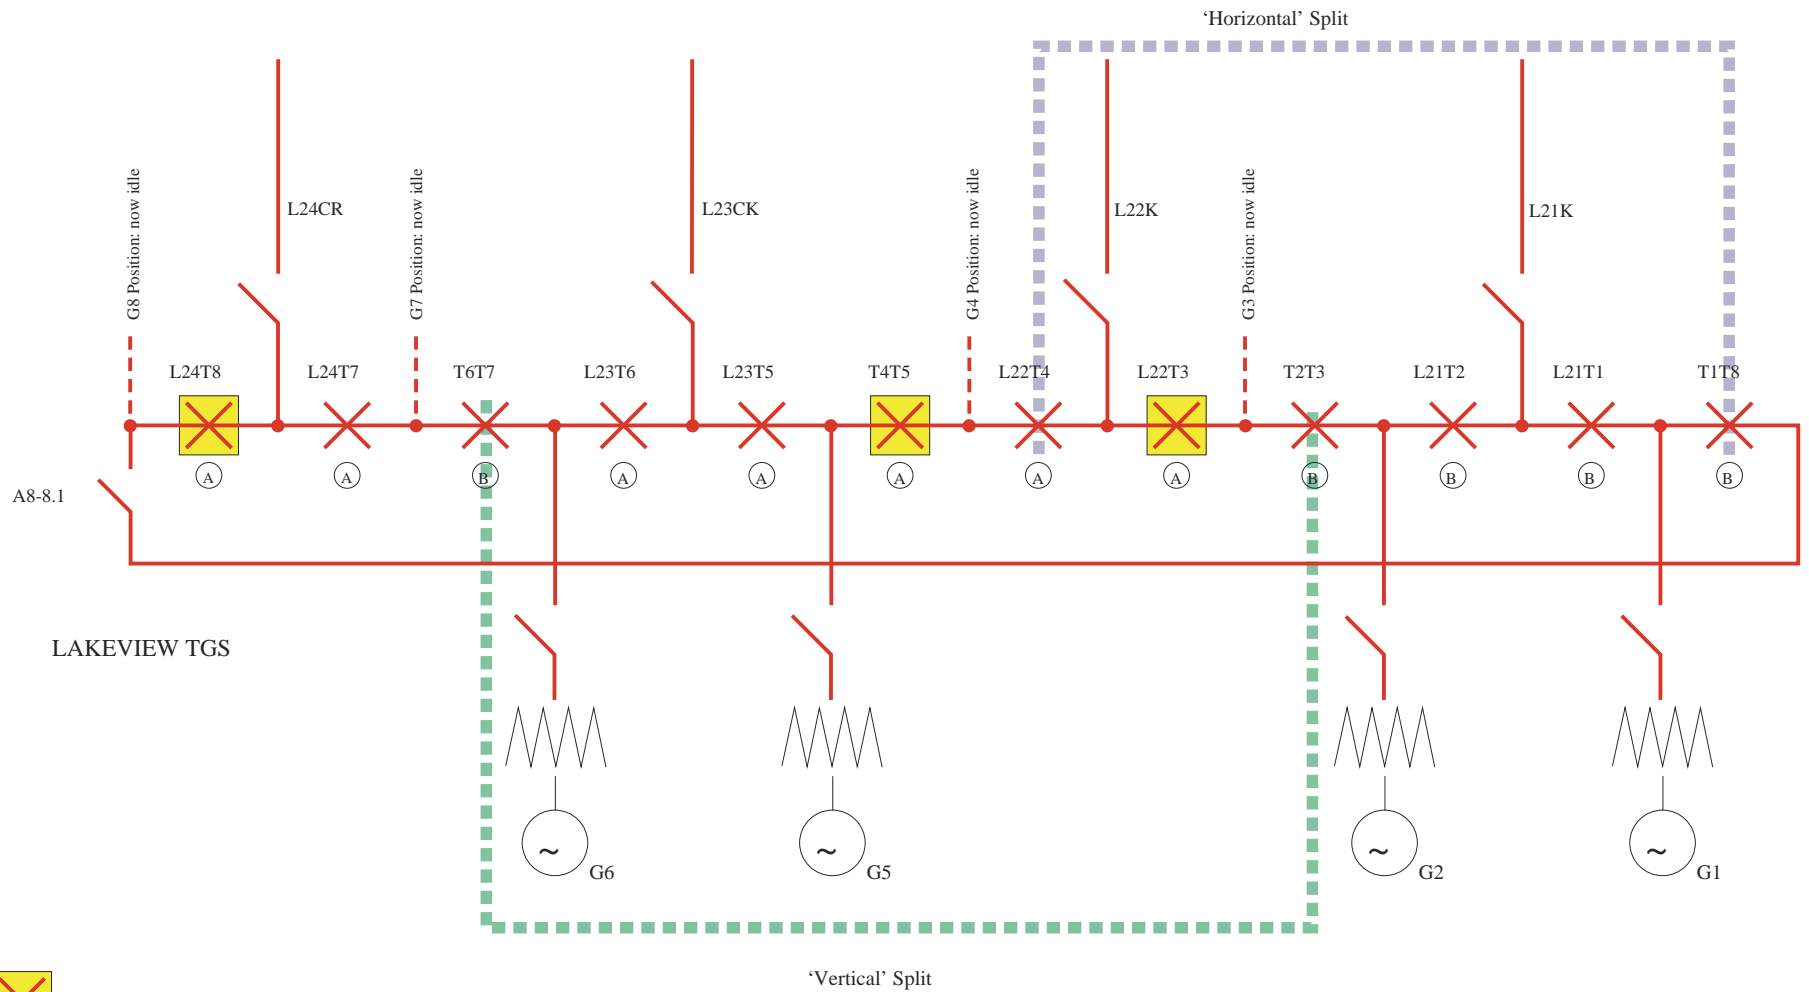 ‘Horizontal’ Split
G8 Position: now idle
L24CR
G7 Position: now idle
L23CK
G4 Position: now idle
L22K
G3 Position: now idle
L21K
L24T8
L24T7
T6T7
L23T6
L23T5
T4T5
L22T4
L22T3
T2T3
L21T2
L21T1
T1T8
A
A
B
A
A
A
A
A
B
B
B
B
A8-8.1
LAKEVIEW TGS
~
G6
~
G5
~
G2
~
G1
‘Vertical’ Split